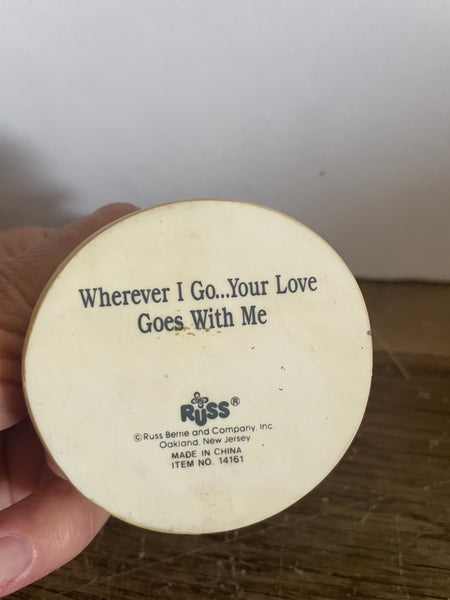 Wherever I Go...Your Love
Goes With Me
RUSS®
© Russ Berrie and Company, Inc.
Oakland, New Jersey
MADE IN CHINA
ITEM NO. 14161